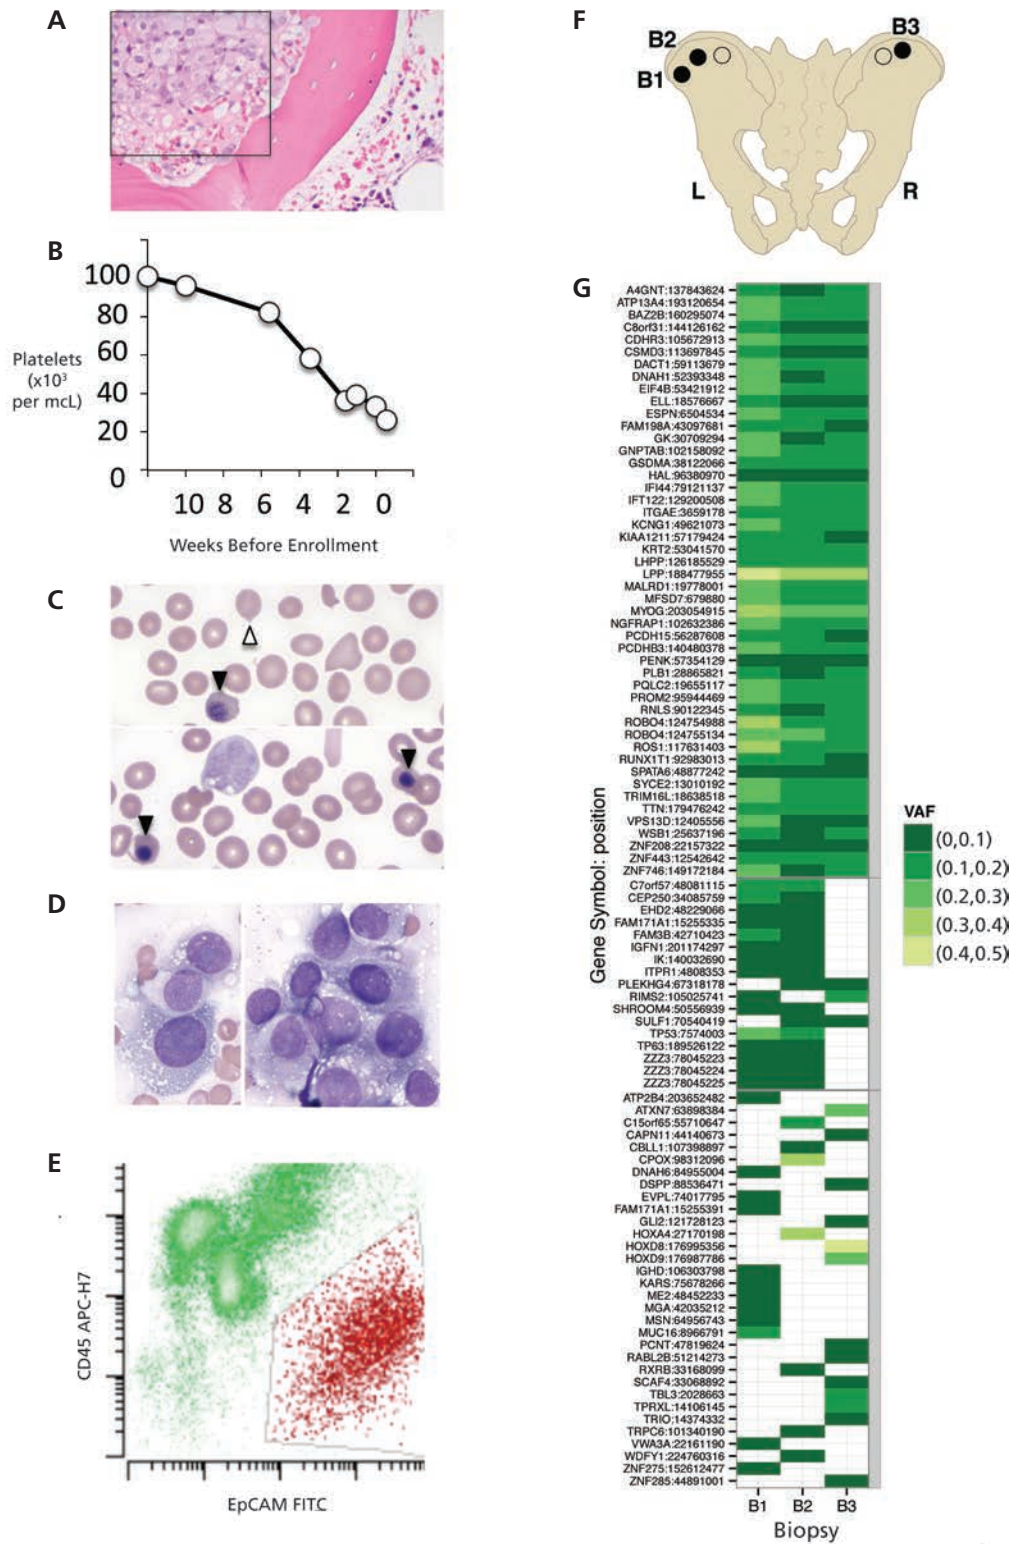 A
B
100
80
60
40
20
0
Platelets
(x10³
per mcL)
10 8 6 4 2 0
Weeks Before Enrollment
C
D
E
CD45 APC-H7
EpCAM FITC
F
B2
B1
B3
L
R
G
Gene Symbol: position
A4GNT:137843624
ATP13A4:193120654
BAZ2B:160295074
C8orf31:144126162
CDHR3:105672913
CSMD3:113697845
DACT1:59113679
DNAH1:52393348
EIF4B:53421912
ELL:18576667
ESPN:6504534
FAM198A:43097681
GK:30709294
GNPTAB:102158092
GSDMA:38122066
HAL:96380970
IFI44:79121137
IFT122:129200508
ITGAE:3659178
KCNG1:49621073
KIAA1211:57179424
KRT2:53041570
LHPP:126185529
LPP:188477955
MALRD1:19778001
MFSD7:679880
MYOG:203054915
NGFRAP1:102632386
PCDH15:56287608
PCDHB3:140480378
PENK:57354129
PLB1:28865821
PQLC2:19655117
PROM2:95944469
RNLS:90122345
ROBO4:124754988
ROBO4:124755134
ROS1:117631403
RUNX1T1:92983013
SPATA6:48877242
SYCE2:13010192
TRIM16L:18638518
TTN:179476242
VPS13D:12405556
WSB1:25637196
ZNF208:22157322
ZNF443:12542642
ZNF746:149172184
C7orf57:48081115
CEP250:34085759
EHD2:48229066
FAM171A1:15255335
FAM3B:42710423
IGFN1:201174297
IK:140032690
ITPR1:4808353
PLEKHG4:67318178
RIMS2:105025741
SHROOM4:50556939
SULF1:70540419
TP53:7574003
TP63:189526122
ZZZ3:78045223
ZZZ3:78045224
ZZZ3:78045225
ATP2B4:203652482
ATXN7:63898384
C15orf65:55710647
CAPN11:44140673
CBLL1:107398897
CPOX:98312096
DNAH6:84955004
DSPP:88536471
EVPL:74017795
FAM171A1:15255391
GLI2:121728123
HOXA4:27170198
HOXD8:176995356
HOXD9:176987786
IGHD:106303798
KARS:75678266
ME2:48452233
MGA:42035212
MSN:64956743
MUC16:8966791
PCNT:47819624
RABL2B:51214273
RXRB:33168099
SCAF4:33068892
TBL3:2028663
TPRXL:14106145
TRIO:14374332
TRPC6:101340190
VWA3A:22161190
WDFY1:224760316
ZNF275:152612477
ZNF285:44891001
B1 B2 B3
Biopsy
VAF
(0,0.1)
(0.1,0.2)
(0.2,0.3)
(0.3,0.4)
(0.4,0.5)